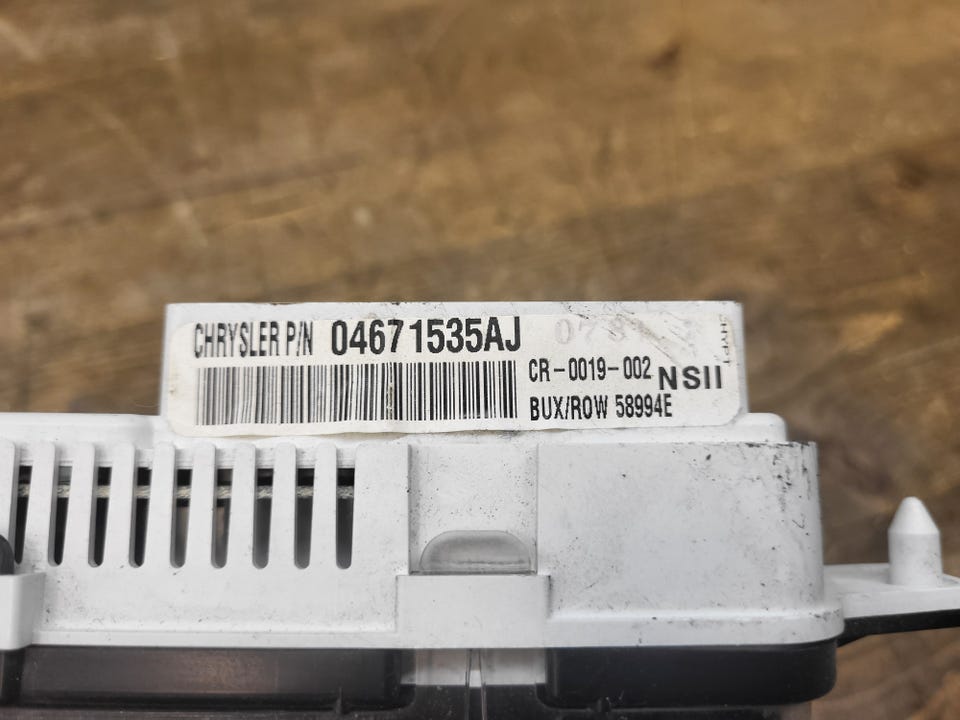 CHRYSLER P/N 04671535AJ
CR-0019-002 NSII
BUX/ROW 58994E